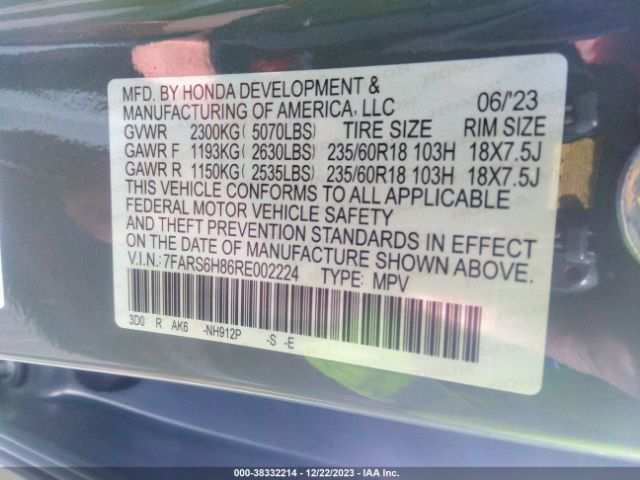 MFD. BY HONDA DEVELOPMENT &
MANUFACTURING OF AMERICA, LLC 06/'23
GVWR 2300KG( 5070LBS) TIRE SIZE RIM SIZE
GAWR F 1193KG( 2630LBS) 235/60R18 103H 18X7.5J
GAWR R 1150KG( 2535LBS) 235/60R18 103H 18X7.5J
THIS VEHICLE CONFORMS TO ALL APPLICABLE
FEDERAL MOTOR VEHICLE SAFETY
AND THEFT PREVENTION STANDARDS IN EFFECT
ON THE DATE OF MANUFACTURE SHOWN ABOVE.
V.I.N.:7FARS6H86RE002224 TYPE: MPV
3D0 R AK6 -NH912P -S -E
000-38332214 - 12/22/2023 - IAA Inc.